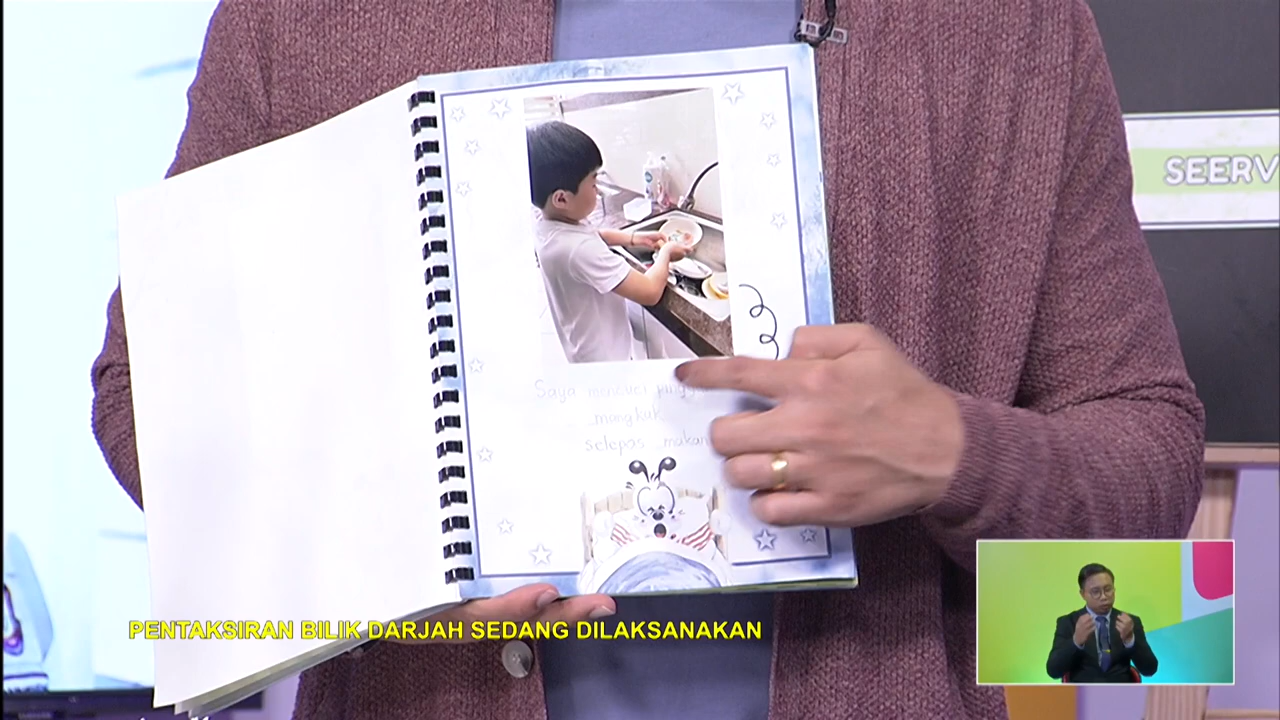 SEERV
Saya mencuci
mangkuk
selepas makan
PENTAKSIRAN BILIK DARJAH SEDANG DILAKSANAKAN